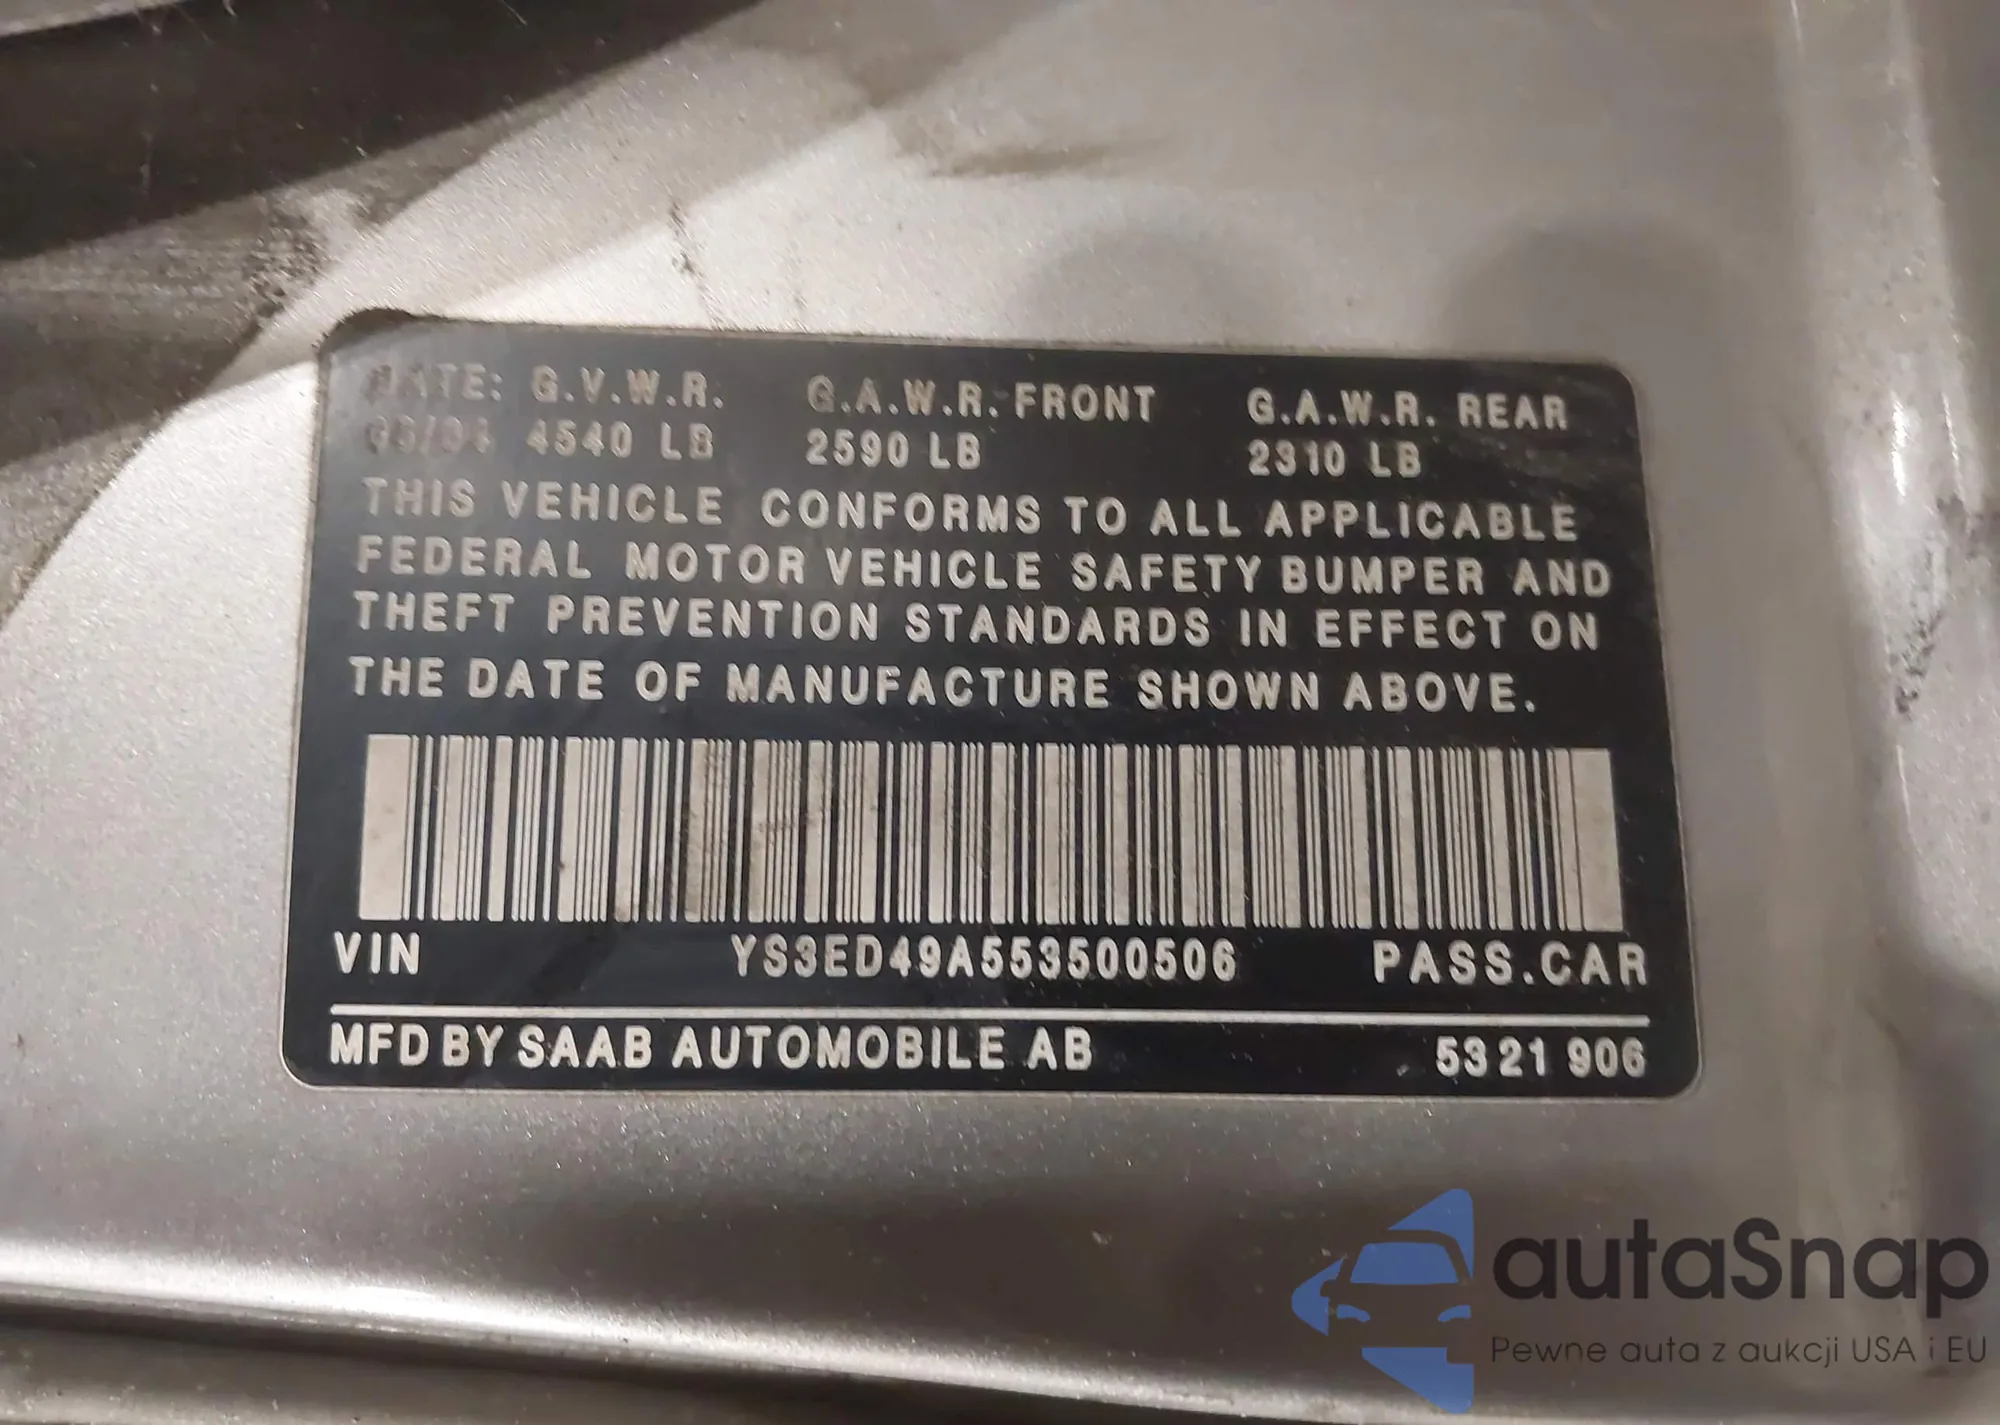 DATE: G.V.W.R. G.A.W.R. FRONT G.A.W.R. REAR
4540 LB 2590 LB 2310 LB
THIS VEHICLE CONFORMS TO ALL APPLICABLE
FEDERAL MOTOR VEHICLE SAFETY BUMPER AND
THEFT PREVENTION STANDARDS IN EFFECT ON
THE DATE OF MANUFACTURE SHOWN ABOVE.
VIN YS3ED49A553500506 PASS.CAR
MFD BY SAAB AUTOMOBILE AB 5321 906
autaSnap
Pewne auta z aukcji USA i EU